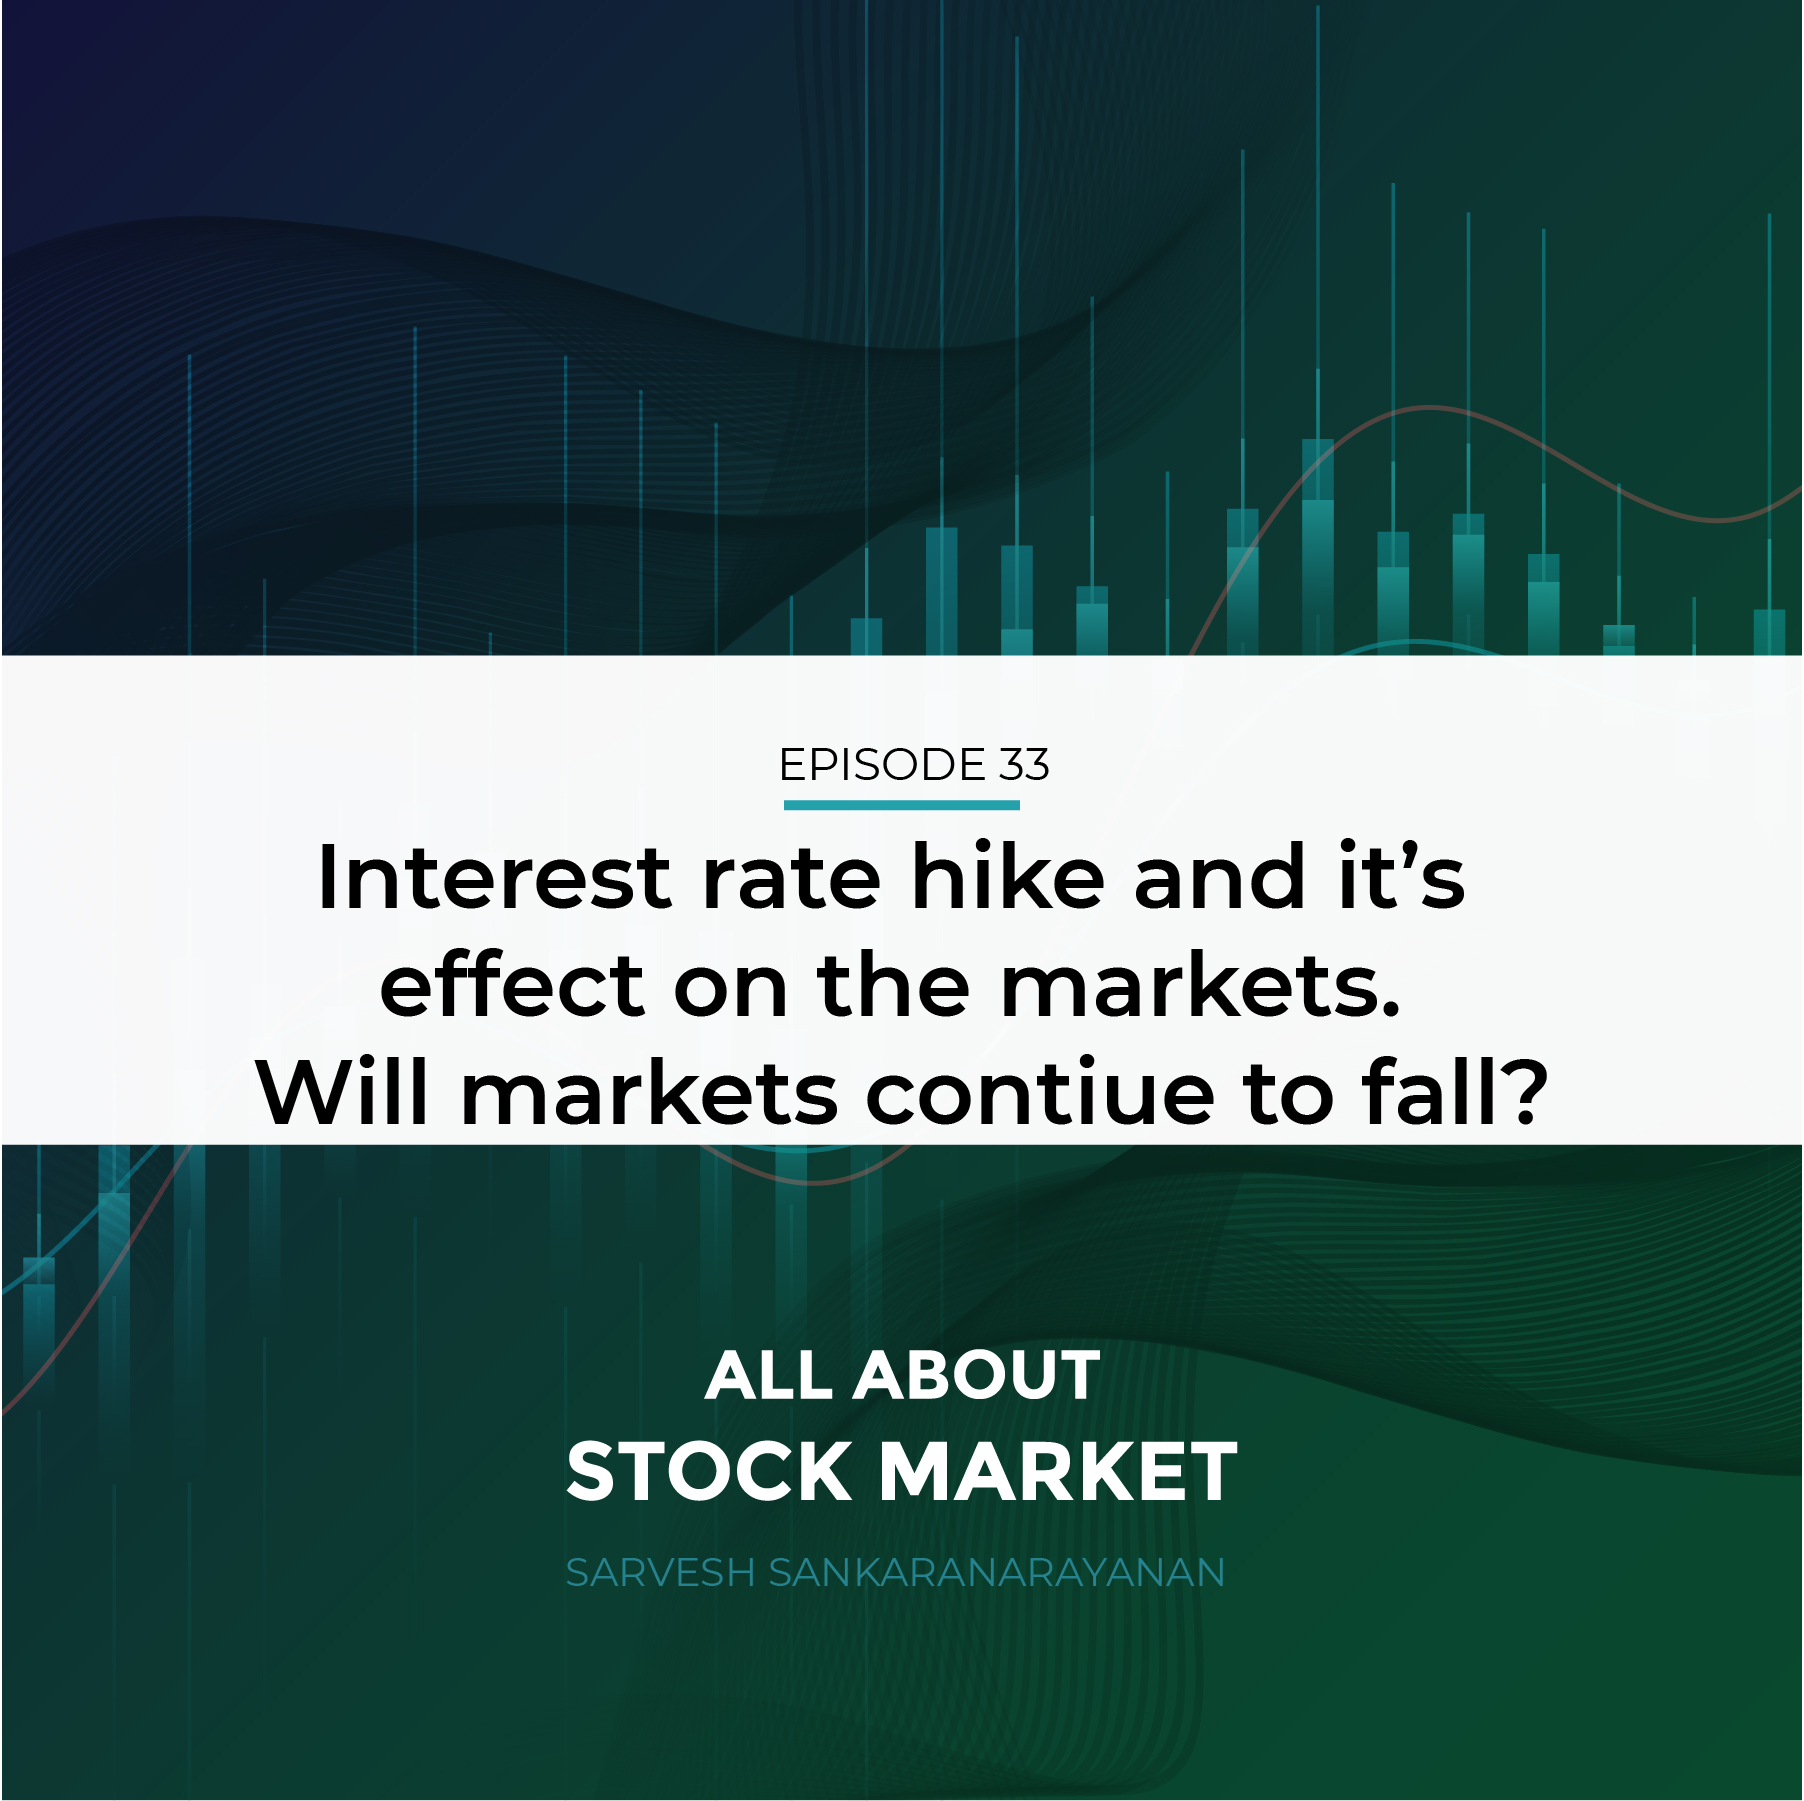 EPISODE 33
Interest rate hike and it’s
effect on the markets.
Will markets contiue to fall?
ALL ABOUT
STOCK MARKET
SARVESH SANKARANARAYANAN